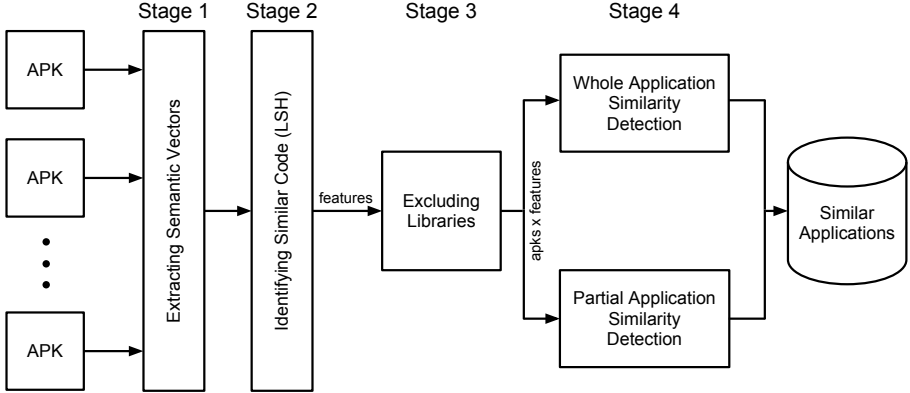 Stage 1
Stage 2
Stage 3
Stage 4
APK
APK
APK
Extracting Semantic Vectors
Identifying Similar Code (LSH)
features
Excluding
Libraries
apks x features
Whole Application
Similarity
Detection
Partial Application
Similarity
Detection
Similar
Applications